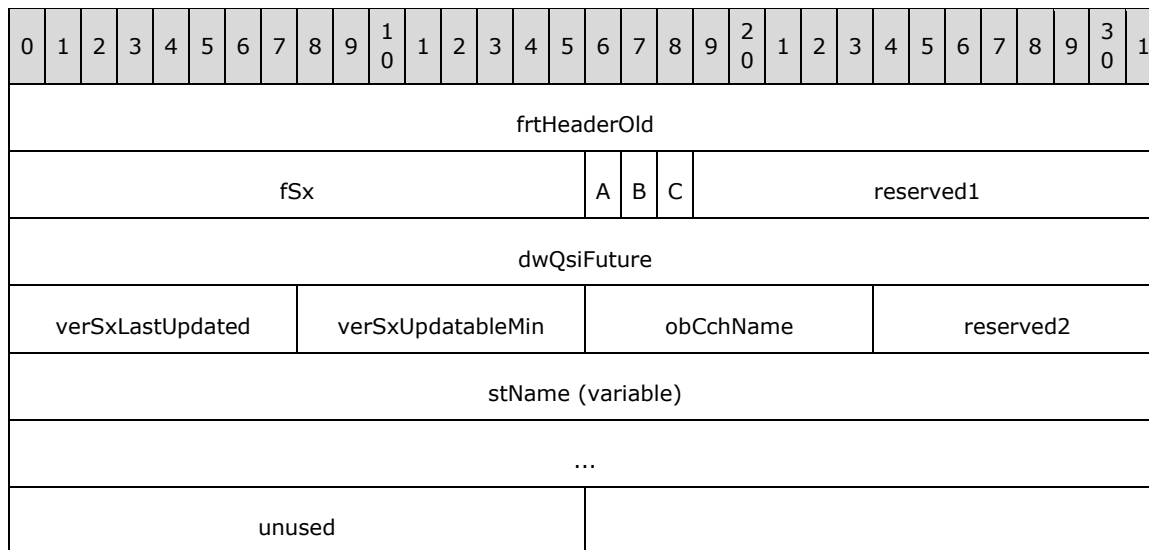 0 1 2 3 4 5 6 7 8 9 1 0 1 2 3 4 5 6 7 8 9 2 0 1 2 3 4 5 6 7 8 9 3 0 1
frtHeaderOld
fSx A B C reserved1
dwQsiFuture
verSxLastUpdated verSxUpdatableMin obCchName reserved2
stName (variable)
...
unused